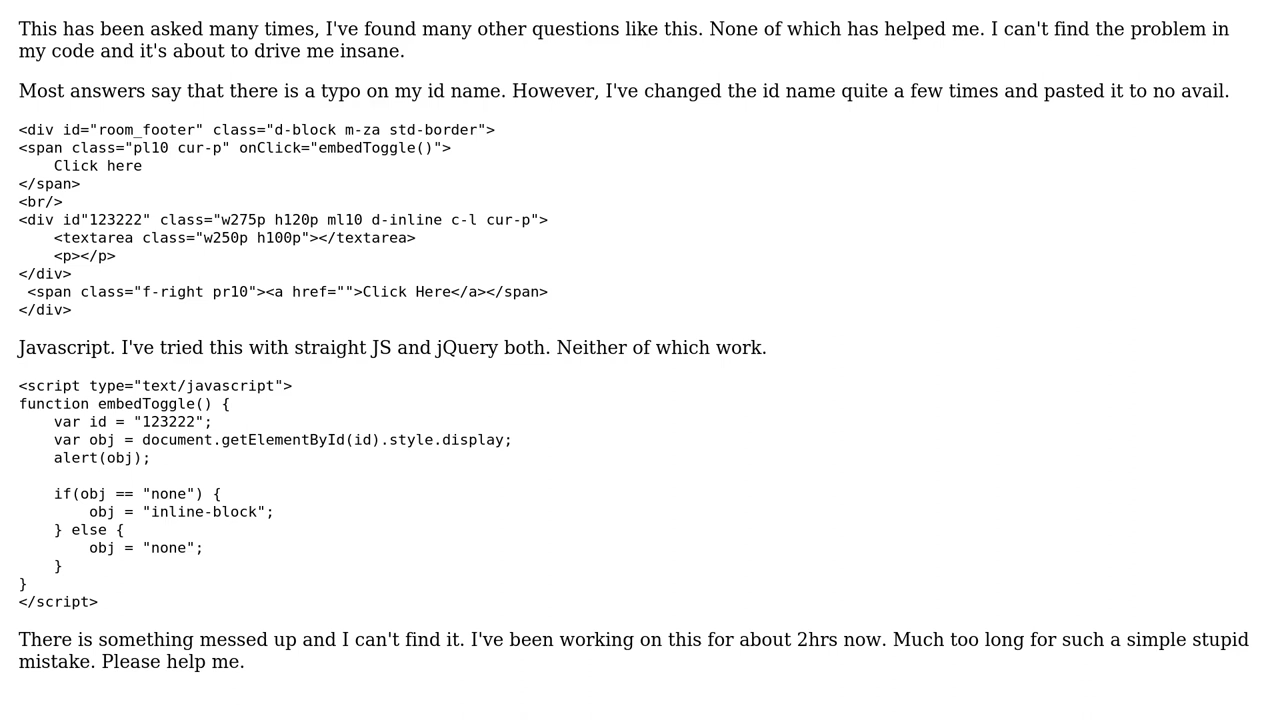 This has been asked many times, I've found many other questions like this. None of which has helped me. I can't find the problem in
my code and it's about to drive me insane.
Most answers say that there is a typo on my id name. However, I've changed the id name quite a few times and pasted it to no avail.
<div id="room_footer" class="d-block m-za std-border">
<span class="pl10 cur-p" onClick="embedToggle()">
    Click here
</span>
<br/>
<div id"123222" class="w275p h120p ml10 d-inline c-l cur-p">
    <textarea class="w250p h100p"></textarea>
    <p></p>
</div>
 <span class="f-right pr10"><a href="">Click Here</a></span>
</div>
Javascript. I've tried this with straight JS and jQuery both. Neither of which work.
<script type="text/javascript">
function embedToggle() {
    var id = "123222";
    var obj = document.getElementById(id).style.display;
    alert(obj);
    if(obj == "none") {
        obj = "inline-block";
    } else {
        obj = "none";
    }
}
</script>
There is something messed up and I can't find it. I've been working on this for about 2hrs now. Much too long for such a simple stupid
mistake. Please help me.